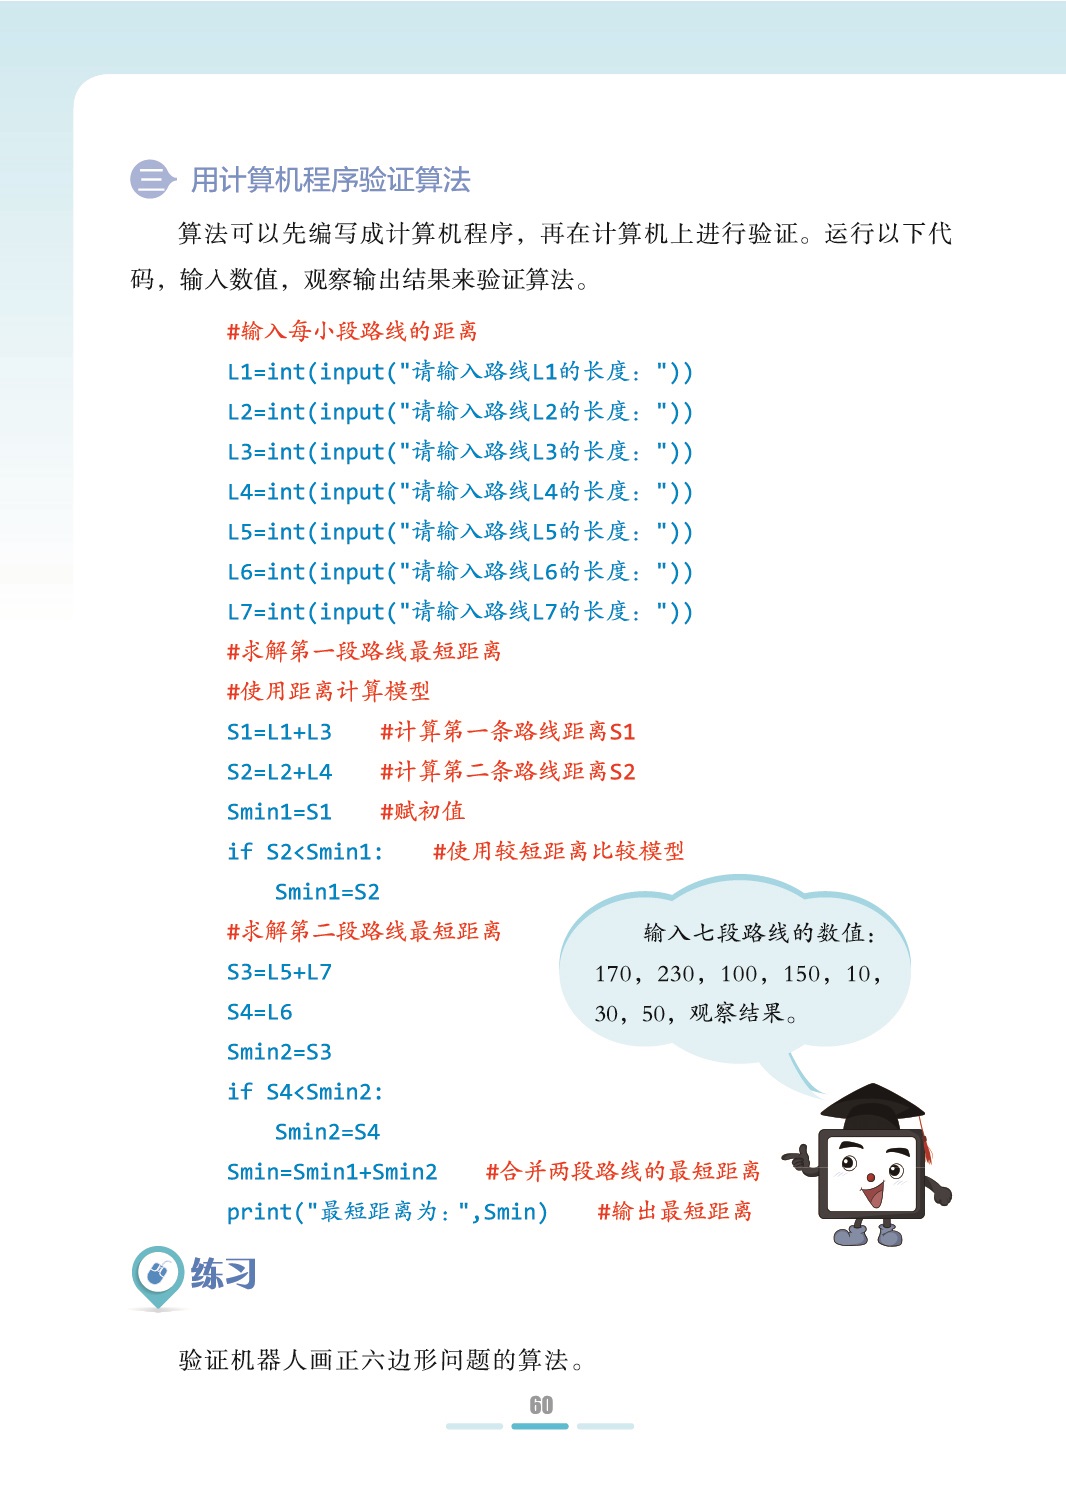 三 用计算机程序验证算法
算法可以先编写成计算机程序，再在计算机上进行验证。运行以下代
码，输入数值，观察输出结果来验证算法。
#输入每小段路线的距离
L1=int(input("请输入路线L1的长度："))
L2=int(input("请输入路线L2的长度："))
L3=int(input("请输入路线L3的长度："))
L4=int(input("请输入路线L4的长度："))
L5=int(input("请输入路线L5的长度："))
L6=int(input("请输入路线L6的长度："))
L7=int(input("请输入路线L7的长度："))
#求解第一段路线最短距离
#使用距离计算模型
S1=L1+L3 #计算第一条路线距离S1
S2=L2+L4 #计算第二条路线距离S2
Smin1=S1 #赋初值
if S2<Smin1: #使用较短距离比较模型
Smin1=S2
#求解第二段路线最短距离
S3=L5+L7
S4=L6
Smin2=S3
if S4<Smin2:
Smin2=S4
Smin=Smin1+Smin2 #合并两段路线的最短距离
print("最短距离为：",Smin) #输出最短距离
输入七段路线的数值：
170，230，100，150，10，
30，50，观察结果。
练习
验证机器人画正六边形问题的算法。
60